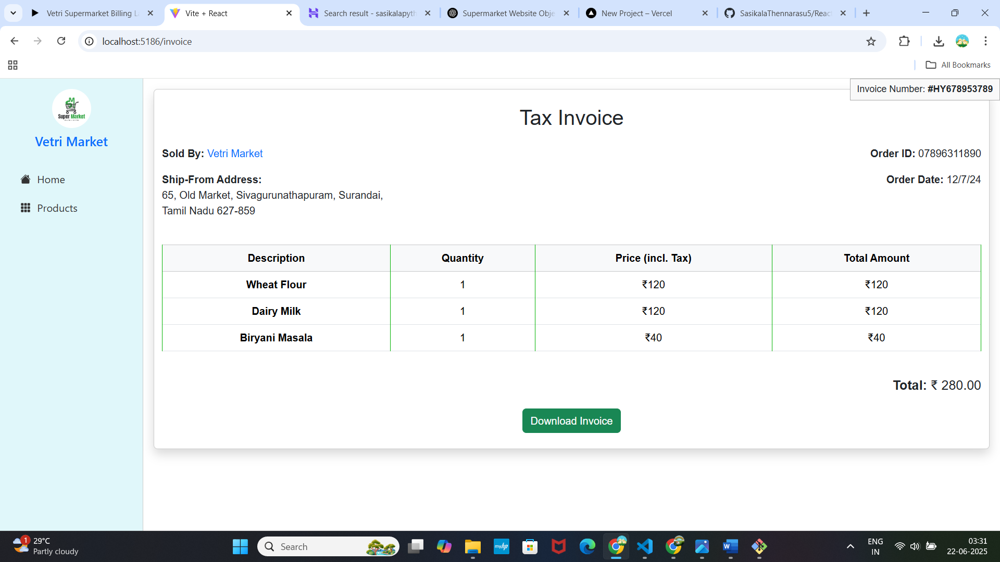 Vetri Supermarket Billing L
Vite + React
Search result - sasikalapyth
Supermarket Website Obje
New Project – Vercel
SasikalaThennarasu5/Reac
localhost:5186/invoice
All Bookmarks
Invoice Number: #HY678953789
SM
Super Market
Vetri Market
Home
Products
Tax Invoice
Sold By: Vetri Market
Order ID: 07896311890
Ship-From Address:
Order Date: 12/7/24
65, Old Market, Sivagurunathapuram, Surandai,
Tamil Nadu 627-859
Description Quantity Price (incl. Tax) Total Amount
Wheat Flour 1 ₹120 ₹120
Dairy Milk 1 ₹120 ₹120
Biryani Masala 1 ₹40 ₹40
Total: ₹ 280.00
Download Invoice
1
29°C
Partly cloudy
Search
myhp
W
ENG
IN
03:31
22-06-2025